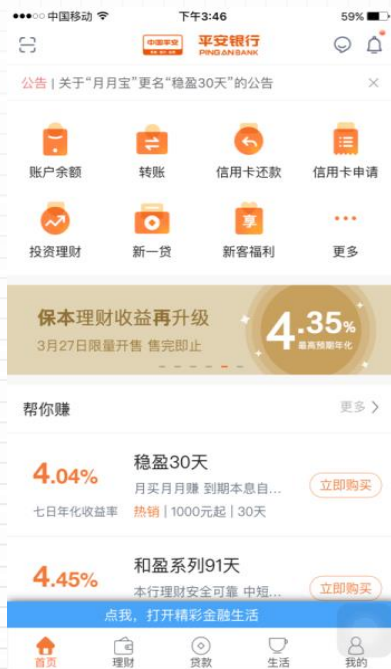 中国移动 下午3:46 59%
中国平安 平安银行
PING AN BANK
公告 | 关于“月月宝”更名“稳盈30天”的公告
账户余额 转账 信用卡还款 信用卡申请
享
投资理财 新一贷 新客福利 更多
保本理财收益再升级
3月27日限量开售 售完即止
4.35%
最高预期年化
帮你赚 更多
4.04%
七日年化收益率
稳盈30天
月买月月赚 到期本息自...
热销 | 1000元起 | 30天
立即购买
4.45%
和盈系列91天
本行理财安全可靠 中短...
立即购买
点我，打开精彩金融生活
首页 理财 贷款 生活 我的